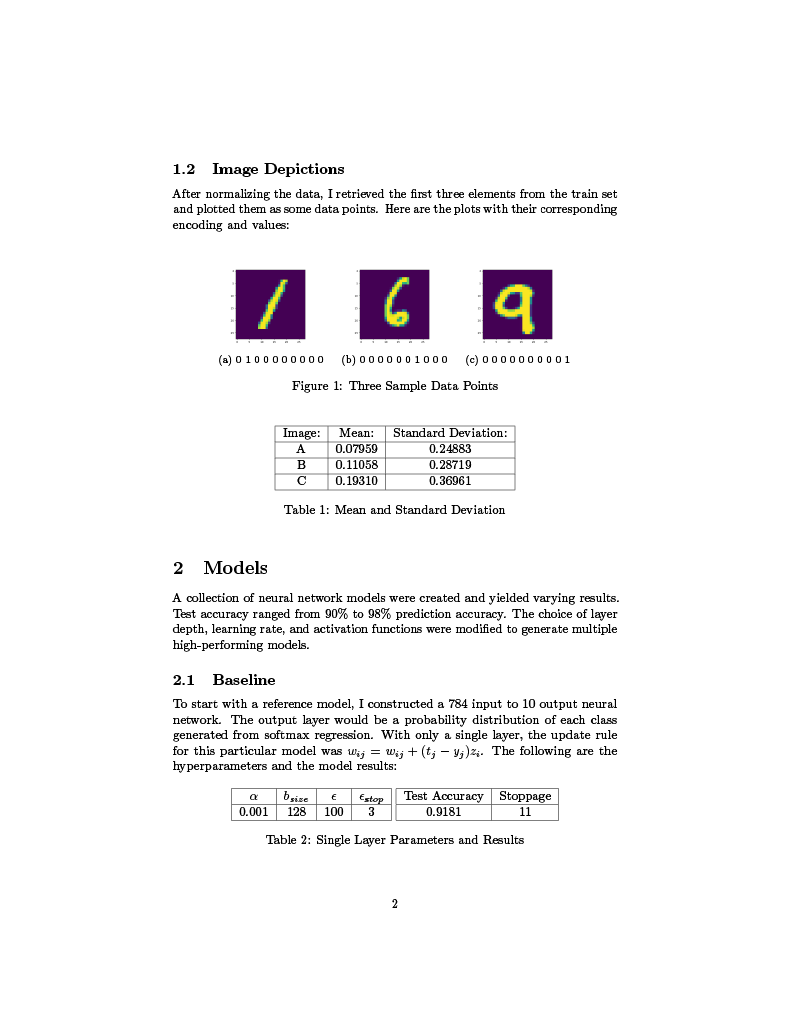 1.2 Image Depictions
After normalizing the data, I retrieved the first three elements from the train set
and plotted them as some data points. Here are the plots with their corresponding
encoding and values:
1 6 9
(a) 0 1 0 0 0 0 0 0 0 0 (b) 0 0 0 0 0 0 1 0 0 0 (c) 0 0 0 0 0 0 0 0 0 1
Figure 1: Three Sample Data Points
Image: Mean: Standard Deviation:
A 0.07959 0.24883
B 0.11058 0.28719
C 0.19310 0.36961
Table 1: Mean and Standard Deviation
2 Models
A collection of neural network models were created and yielded varying results.
Test accuracy ranged from 90% to 98% prediction accuracy. The choice of layer
depth, learning rate, and activation functions were modified to generate multiple
high-performing models.
2.1 Baseline
To start with a reference model, I constructed a 784 input to 10 output neural
network. The output layer would be a probability distribution of each class
generated from softmax regression. With only a single layer, the update rule
for this particular model was w_{ij} = w_{ij} + (t_j − y_j)z_i. The following are the
hyperparameters and the model results:
α b_{size} ϵ ϵ_{stop} Test Accuracy Stoppage
0.001 128 100 3 0.9181 11
Table 2: Single Layer Parameters and Results
2